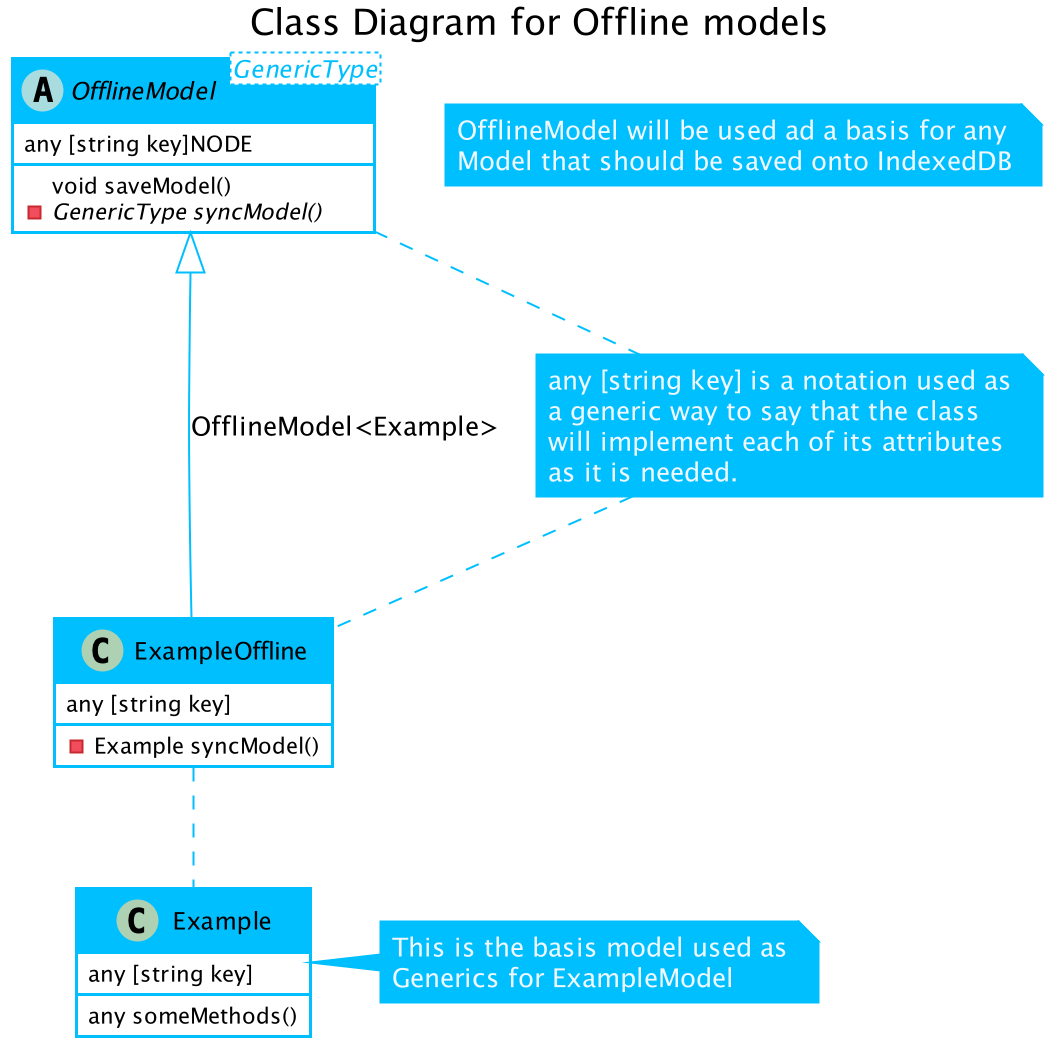 Class Diagram for Offline models
GenericType
A OfflineModel
any [string key]NODE
void saveModel()
GenericType syncModel()
OfflineModel will be used ad a basis for any
Model that should be saved onto IndexedDB
any [string key] is a notation used as
a generic way to say that the class
will implement each of its attributes
as it is needed.
OfflineModel<Example>
C ExampleOffline
any [string key]
Example syncModel()
C Example
any [string key]
any someMethods()
This is the basis model used as
Generics for ExampleModel